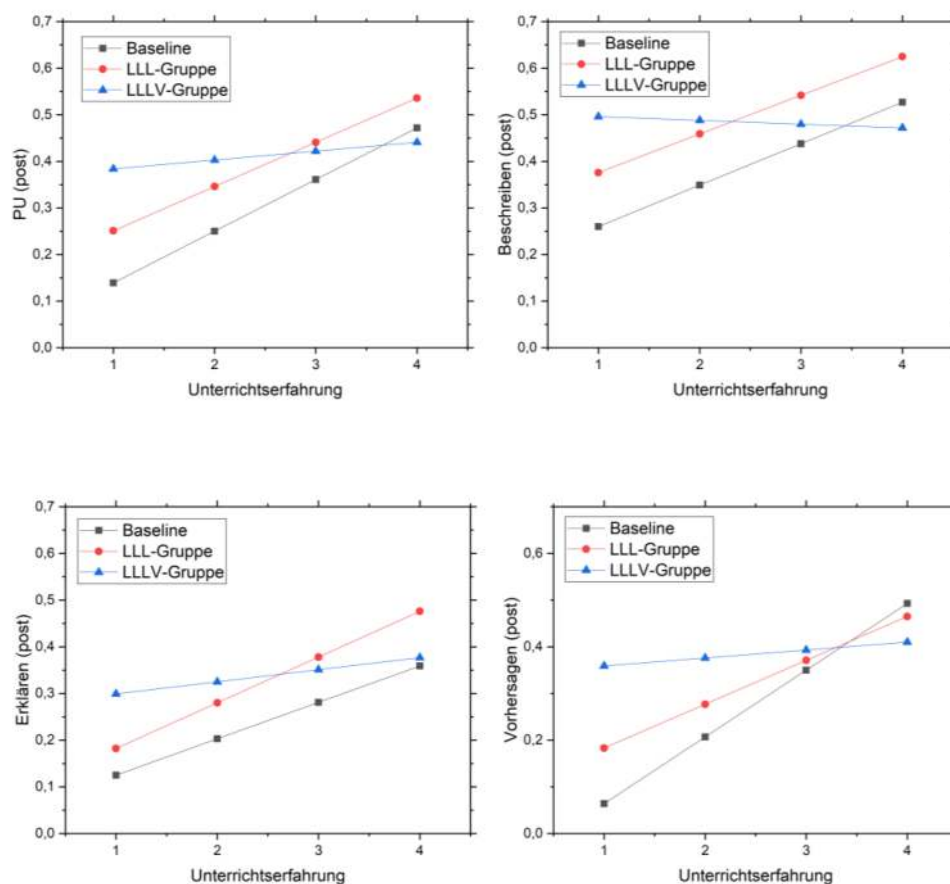 0,7
0,6
0,5
0,4
0,3
0,2
0,1
0,0
PU (post)
Baseline
LLL-Gruppe
LLLV-Gruppe
1 2 3 4
Unterrichtserfahrung
0,7
0,6
0,5
0,4
0,3
0,2
0,1
0,0
Beschreiben (post)
Baseline
LLL-Gruppe
LLLV-Gruppe
1 2 3 4
Unterrichtserfahrung
0,7
0,6
0,5
0,4
0,3
0,2
0,1
0,0
Erklären (post)
Baseline
LLL-Gruppe
LLLV-Gruppe
1 2 3 4
Unterrichtserfahrung
0,6
0,4
0,2
0,0
Vorhersagen (post)
Baseline
LLL-Gruppe
LLLV-Gruppe
1 2 3 4
Unterrichtserfahrung